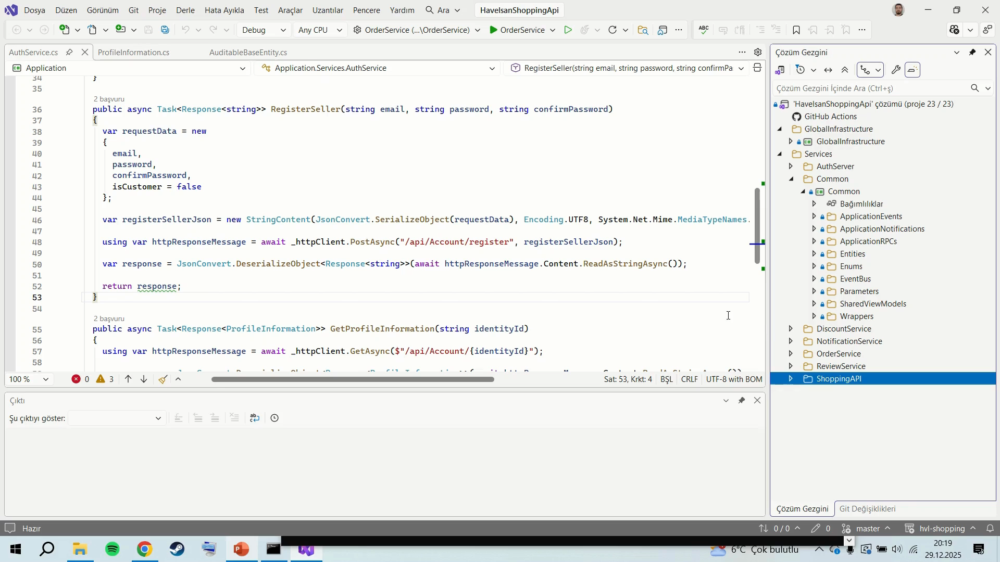 Dosya Düzen Görünüm Git Proje Derle Hata Ayıkla Test Araçlar Uzantılar Pencere Yardım Ara HavelsanShoppingApi
Debug Any CPU OrderService (...\OrderService) OrderService
AuthService.cs ProfileInformation.cs AuditableBaseEntity.cs
Application Application.Services.AuthService RegisterSeller(string email, string password, string confirmPa
34 }
35
2 başvuru
36 public async Task<Response<string>> RegisterSeller(string email, string password, string confirmPassword)
37 {
38 var requestData = new
39 {
40 email,
41 password,
42 confirmPassword,
43 isCustomer = false
44 };
45
46 var registerSellerJson = new StringContent(JsonConvert.SerializeObject(requestData), Encoding.UTF8, System.Net.Mime.MediaTypeNames.
47
48 using var httpResponseMessage = await _httpClient.PostAsync("/api/Account/register", registerSellerJson);
49
50 var response = JsonConvert.DeserializeObject<Response<string>>(await httpResponseMessage.Content.ReadAsStringAsync());
51
52 return response;
53 }
54
2 başvuru
55 public async Task<Response<ProfileInformation>> GetProfileInformation(string identityId)
56 {
57 using var httpResponseMessage = await _httpClient.GetAsync($"/api/Account/{identityId}");
58
100 % 0 3 Sat: 53, Krkt: 4 BŞL CRLF UTF-8 with BOM
Çıktı
Şu çıktıyı göster:
Çözüm Gezgini
Çözüm Gezgini İçinde Ara (Ctrl+ş)
'HavelsanShoppingApi' çözümü (proje 23 / 23)
GitHub Actions
GlobalInfrastructure
GlobalInfrastructure
Services
AuthServer
Common
Common
Bağımlılıklar
ApplicationEvents
ApplicationNotifications
ApplicationRPCs
Entities
Enums
EventBus
Parameters
SharedViewModels
Wrappers
DiscountService
NotificationService
OrderService
ReviewService
ShoppingAPI
Çözüm Gezgini Git Değişiklikleri
Hazır 0 / 0 0 master hvl-shopping
6°C Çok bulutlu
20:19
29.12.2025